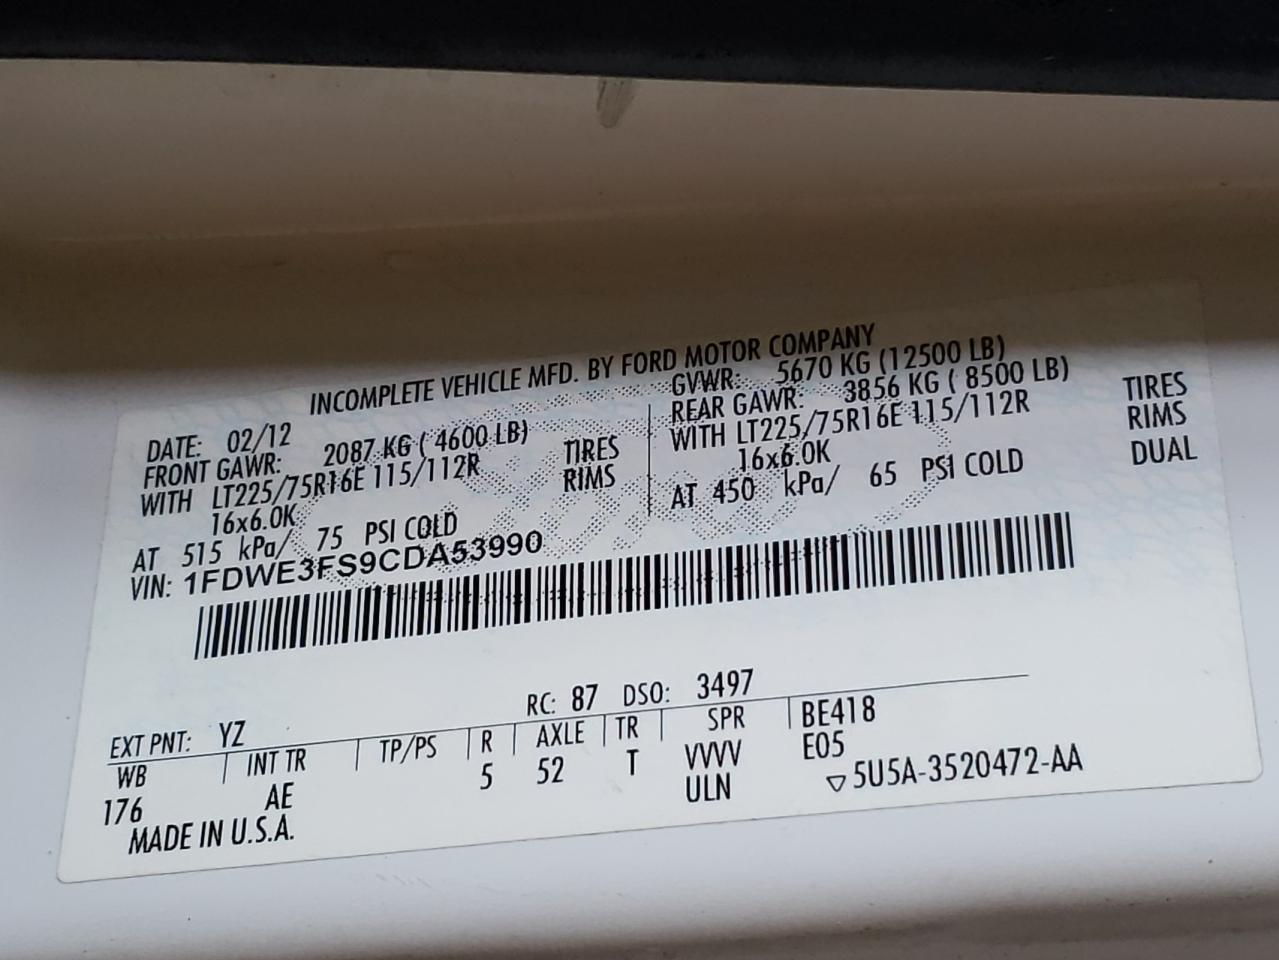 INCOMPLETE VEHICLE MFD. BY FORD MOTOR COMPANY
DATE: 02/12
GVWR: 5670 KG (12500 LB)
FRONT GAWR: 2087 KG ( 4600 LB)
WITH LT225/75R16E 115/112R TIRES
16x6.0K RIMS
AT 515 kPa/ 75 PSI COLD
REAR GAWR: 3856 KG ( 8500 LB)
WITH LT225/75R16E 115/112R TIRES
16x6.0K RIMS
AT 450 kPa/ 65 PSI COLD DUAL
VIN: 1FDWE3FS9CDA53990
EXT PNT: YZ RC: 87 DSO: 3497
WB INT TR TP/PS R AXLE TR SPR BE418
176 AE 5 52 T VVVV E05
ULN
MADE IN U.S.A. ▽5U5A-3520472-AA